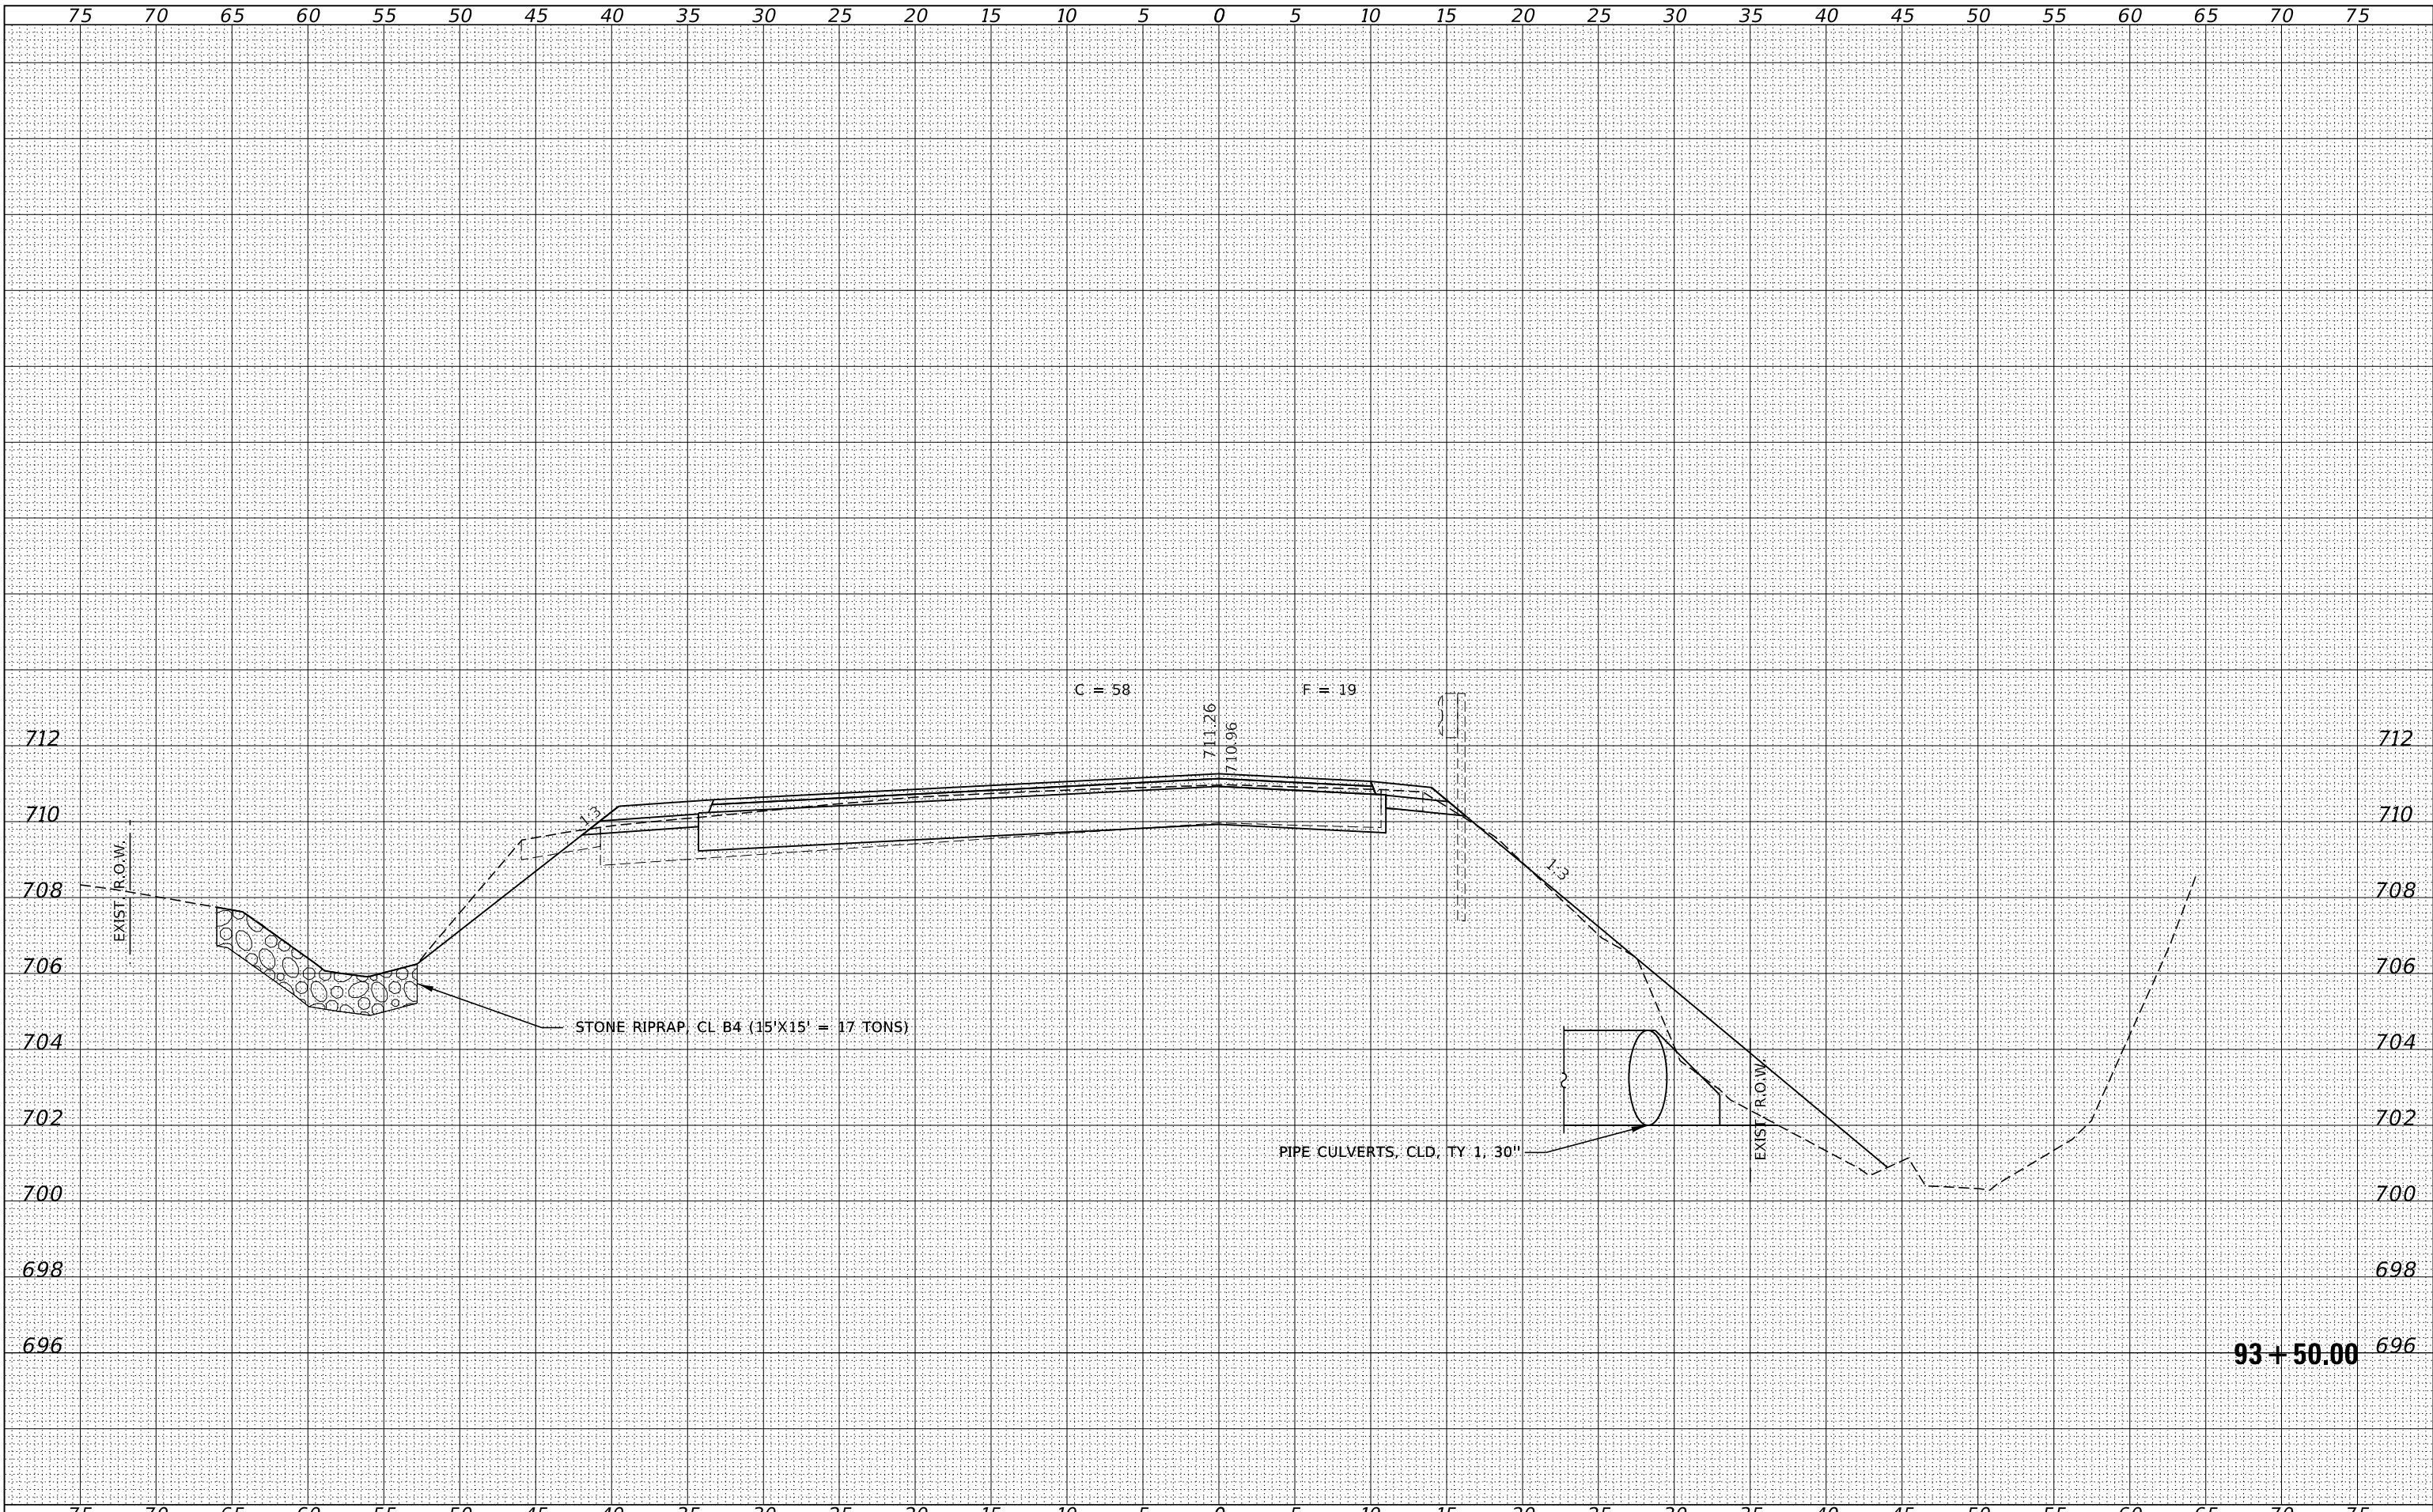 75 70 65 60 55 50 45 40 35 30 25 20 15 10 5 0 5 10 15 20 25 30 35 40 45 50 55 60 65 70 75
C = 58 F = 19
711.26
710.96
712 712
1:3
710 710
EXIST. R.O.W.
1:3
708 708
706 706
STONE RIPRAP, CL B4 (15'X15' = 17 TONS)
704 704
EXIST. R.O.W.
702 702
PIPE CULVERTS, CLD, TY 1, 30"
700 700
698 698
696 93+50.00 696
75 70 65 60 55 50 45 40 35 30 25 20 15 10 5 0 5 10 15 20 25 30 35 40 45 50 55 60 65 70 75